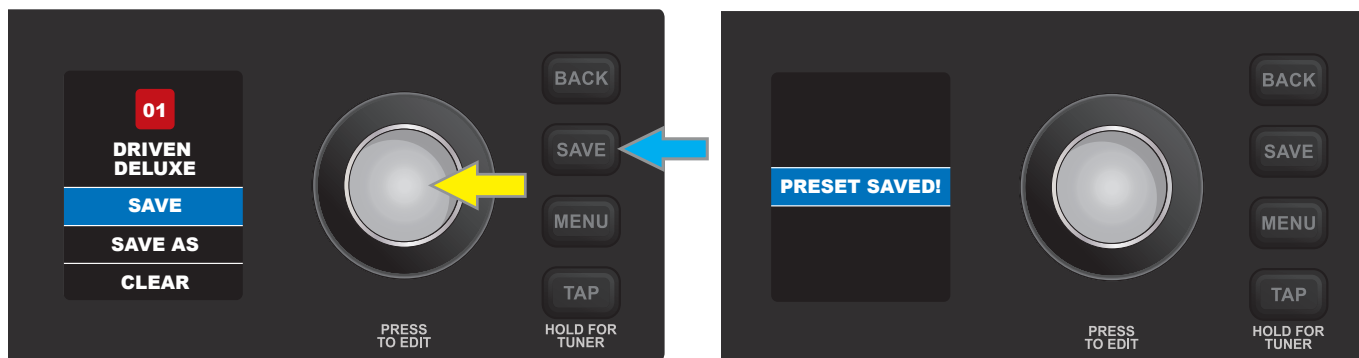 01
DRIVEN
DELUXE
SAVE
SAVE AS
CLEAR
PRESS
TO EDIT
BACK
SAVE
MENU
TAP
HOLD FOR
TUNER
PRESET SAVED!
PRESS
TO EDIT
BACK
SAVE
MENU
TAP
HOLD FOR
TUNER